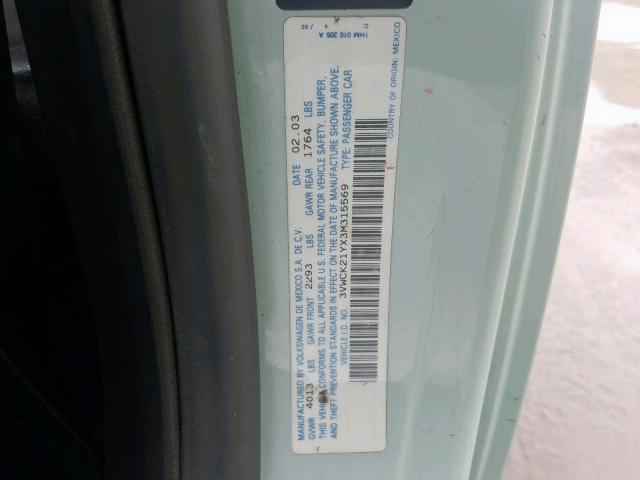 MANUFACTURED BY VOLKSWAGEN DE MEXICO S.A. DE C.V. DATE 02.03
GVWR 4013 LBS GAWR FRONT 2293 LBS GAWR REAR 1764 LBS
THIS VEHICLE CONFORMS TO ALL APPLICABLE U.S. FEDERAL MOTOR VEHICLE SAFETY, BUMPER,
AND THEFT PREVENTION STANDARDS IN EFFECT ON THE DATE OF MANUFACTURE SHOWN ABOVE.
VEHICLE I.D. NO. 3VWCK21YX3M315569 TYPE: PASSENGER CAR
COUNTRY OF ORIGIN: MEXICO
1HM 010 205 A